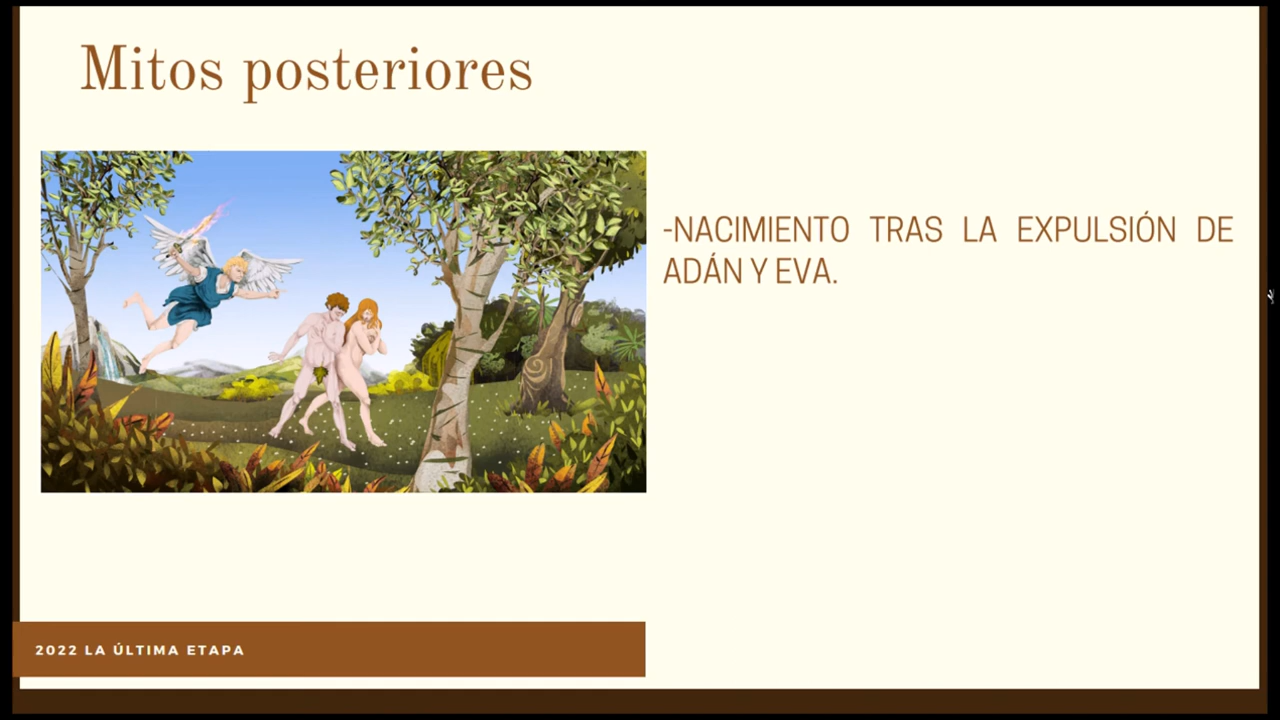 Mitos posteriores
-NACIMIENTO TRAS LA EXPULSIÓN DE
ADÁN Y EVA.
2022 LA ÚLTIMA ETAPA